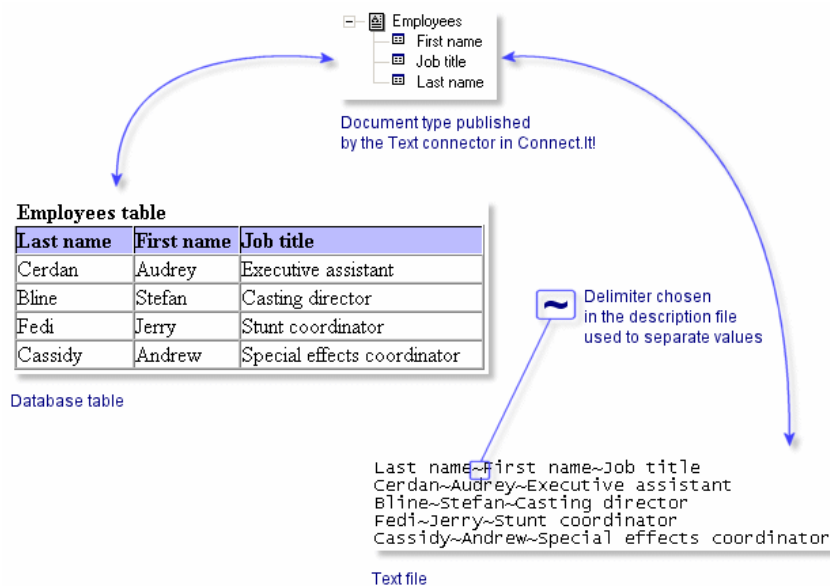 Employees
First name
Job title
Last name
Document type published
by the Text connector in Connect.It!
Employees table
Last name First name Job title
Cerdan Audrey Executive assistant
Bline Stefan Casting director
Fedi Jerry Stunt coordinator
Cassidy Andrew Special effects coordinator
Database table
~
Delimiter chosen
in the description file
used to separate values
Last name~First name~Job title
Cerdan~Audrey~Executive assistant
Bline~Stefan~Casting director
Fedi~Jerry~Stunt coordinator
Cassidy~Andrew~Special effects coordinator
Text file